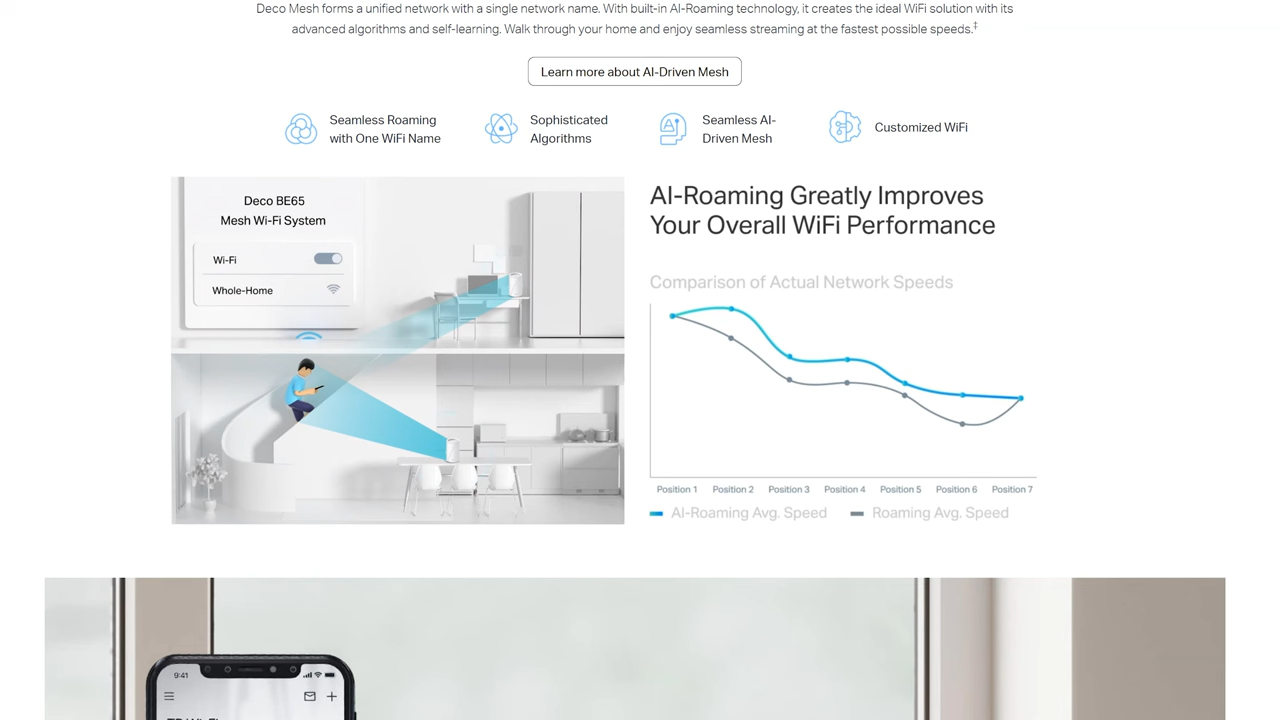 Deco Mesh forms a unified network with a single network name. With built-in AI-Roaming technology, it creates the ideal WiFi solution with its
advanced algorithms and self-learning. Walk through your home and enjoy seamless streaming at the fastest possible speeds.‡
Learn more about AI-Driven Mesh
Seamless Roaming
with One WiFi Name
Sophisticated
Algorithms
Seamless AI-
Driven Mesh
Customized WiFi
Deco BE65
Mesh Wi-Fi System
Wi-Fi
Whole-Home
AI-Roaming Greatly Improves
Your Overall WiFi Performance
Comparison of Actual Network Speeds
Position 1 Position 2 Position 3 Position 4 Position 5 Position 6 Position 7
AI-Roaming Avg. Speed Roaming Avg. Speed
9:41